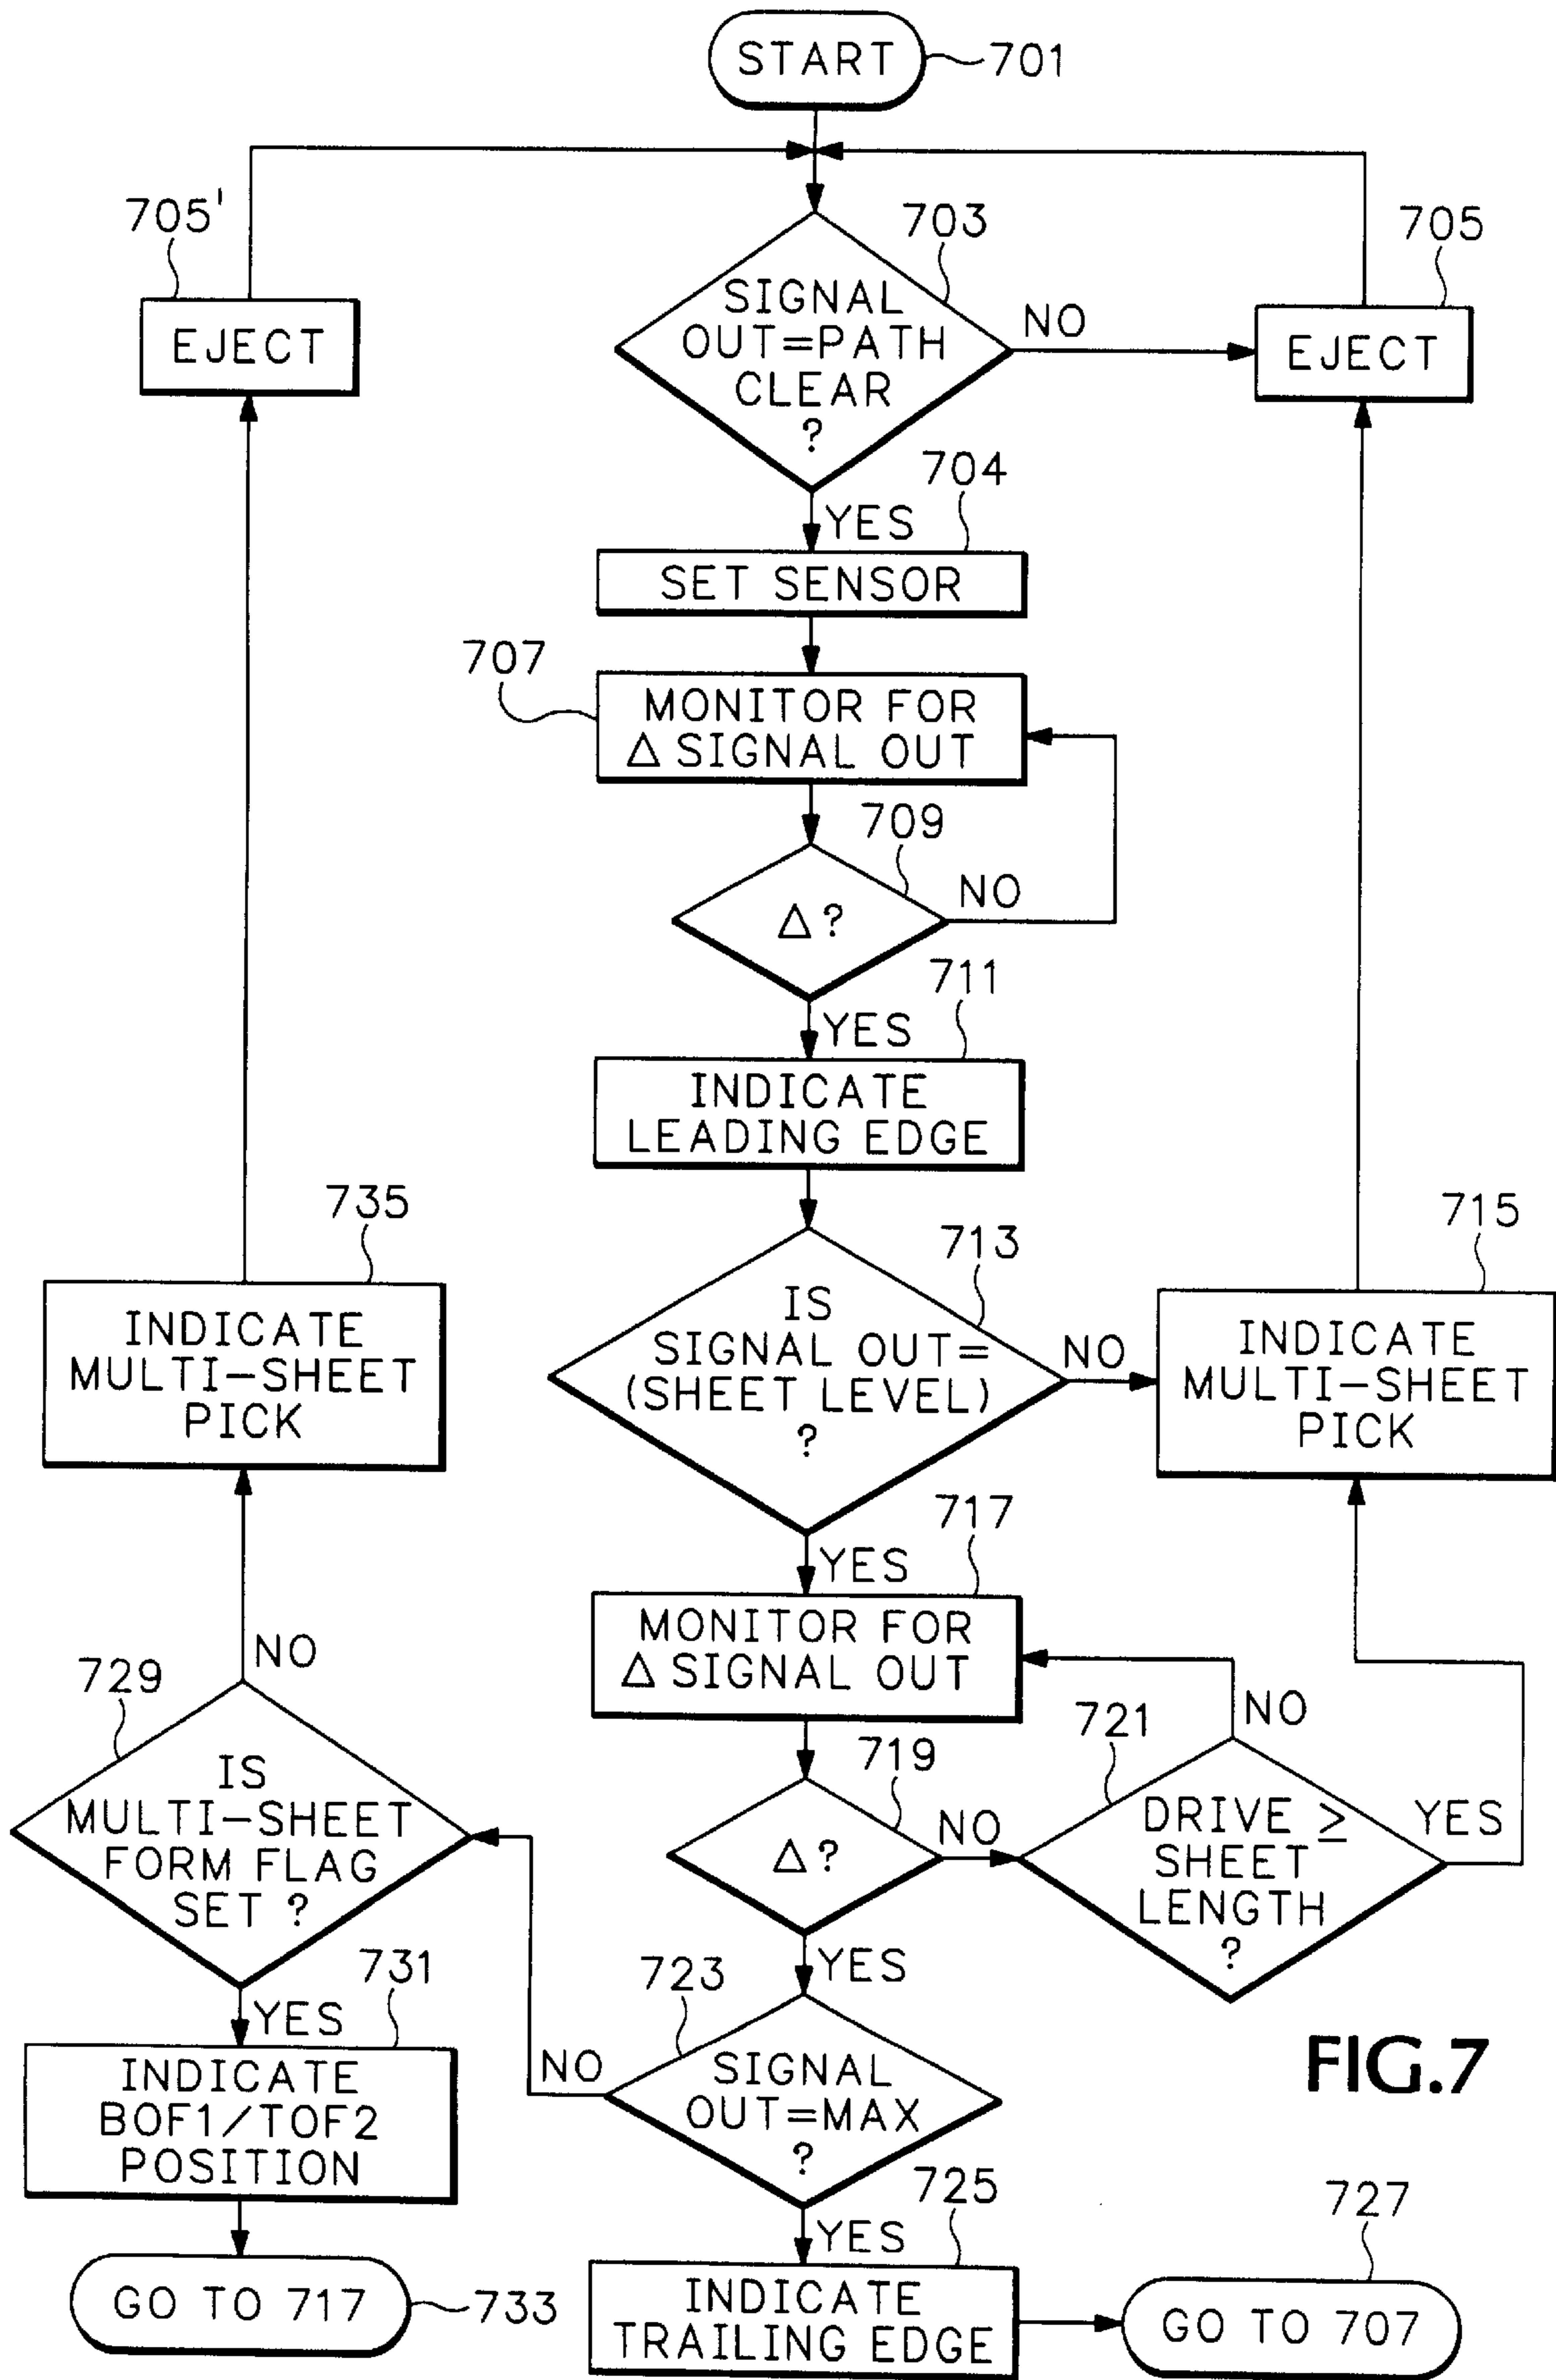 START
701
705'
703
705
EJECT
SIGNAL
OUT=PATH
CLEAR
?
NO
EJECT
704
YES
SET SENSOR
707
MONITOR FOR
Δ SIGNAL OUT
709
Δ ?
NO
711
YES
INDICATE
LEADING EDGE
735
713
715
INDICATE
MULTI-SHEET
PICK
IS
SIGNAL OUT=
(SHEET LEVEL)
?
NO
INDICATE
MULTI-SHEET
PICK
717
YES
MONITOR FOR
Δ SIGNAL OUT
NO
729
IS
MULTI-SHEET
FORM FLAG
SET ?
719
Δ ?
NO
721
NO
DRIVE ≥
SHEET
LENGTH
?
YES
YES
731
INDICATE
BOF1/TOF2
POSITION
YES
723
NO
SIGNAL
OUT=MAX
?
FIG.7
GO TO 717
733
YES
725
INDICATE
TRAILING EDGE
727
GO TO 707